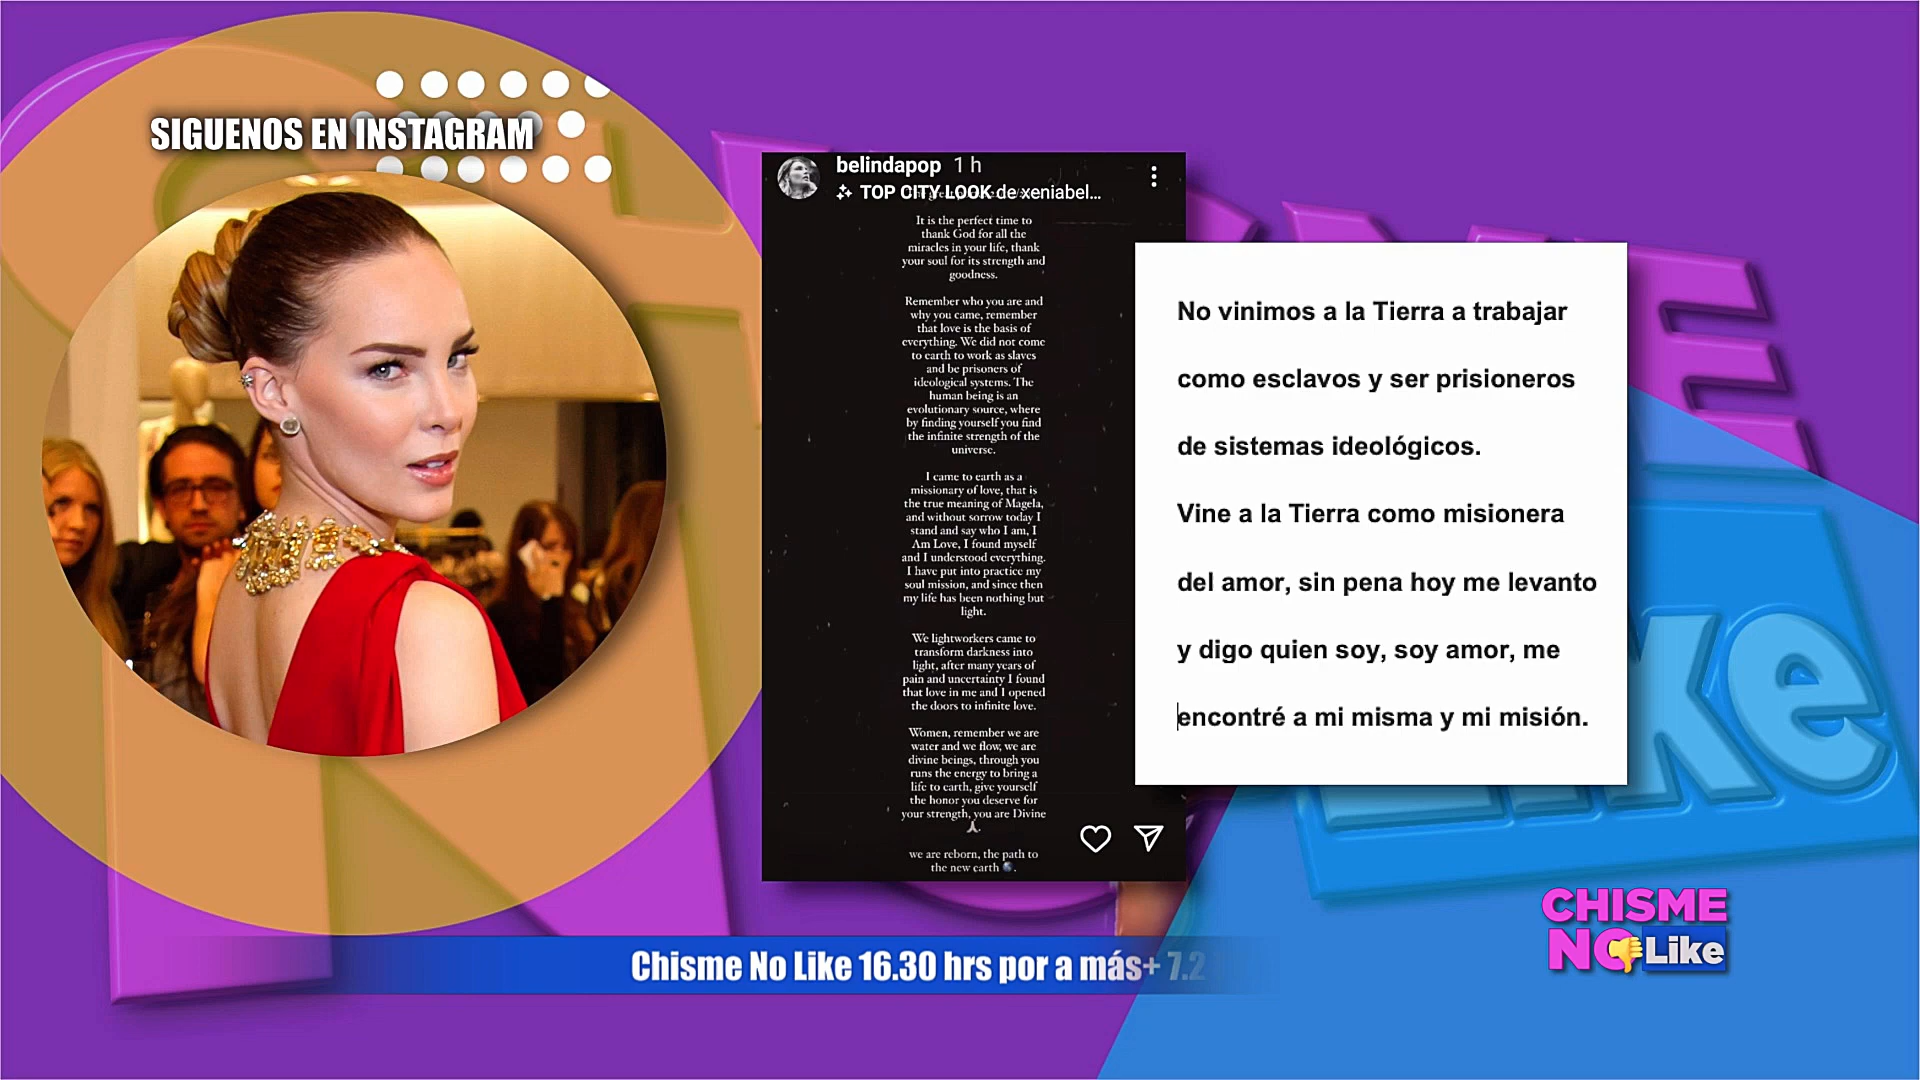 SIGUENOS EN INSTAGRAM
belindapop 1 h
TOP CITY LOOK de xeniabel...
It is the perfect time to
thank God for all the
miracles in your life, thank
your soul for its strength and
goodness.
Remember who you are and
why you came, remember
that love is the basis of
everything. We did not come
to earth to work as slaves
and be prisoners of
ideological systems. The
human being is an
evolutionary source, where
by finding yourself you find
the infinite strength of the
universe.
I came to earth as a
missionary of love, that is
the true meaning of Magela,
and without sorrow today I
stand and say who I am, I
Am Love, I found myself
and I understood everything.
I have put into practice my
soul mission, and since then
my life has been nothing but
light.
We lightworkers came to
transform darkness into
light, after many years of
pain and uncertainty I found
that love in me and I opened
the doors to infinite love.
Women, remember we are
water and we flow, we are
divine beings, through you
runs the energy to bring a
life to earth, give yourself
the honor you deserve for
your strength, you are Divine
🙏.
we are reborn, the path to
the new earth 🌎.
No vinimos a la Tierra a trabajar
como esclavos y ser prisioneros
de sistemas ideológicos.
Vine a la Tierra como misionera
del amor, sin pena hoy me levanto
y digo quien soy, soy amor, me
encontré a mi misma y mi misión.
Like
CHISME
NO Like
Chisme No Like 16.30 hrs por a más+ 7.2